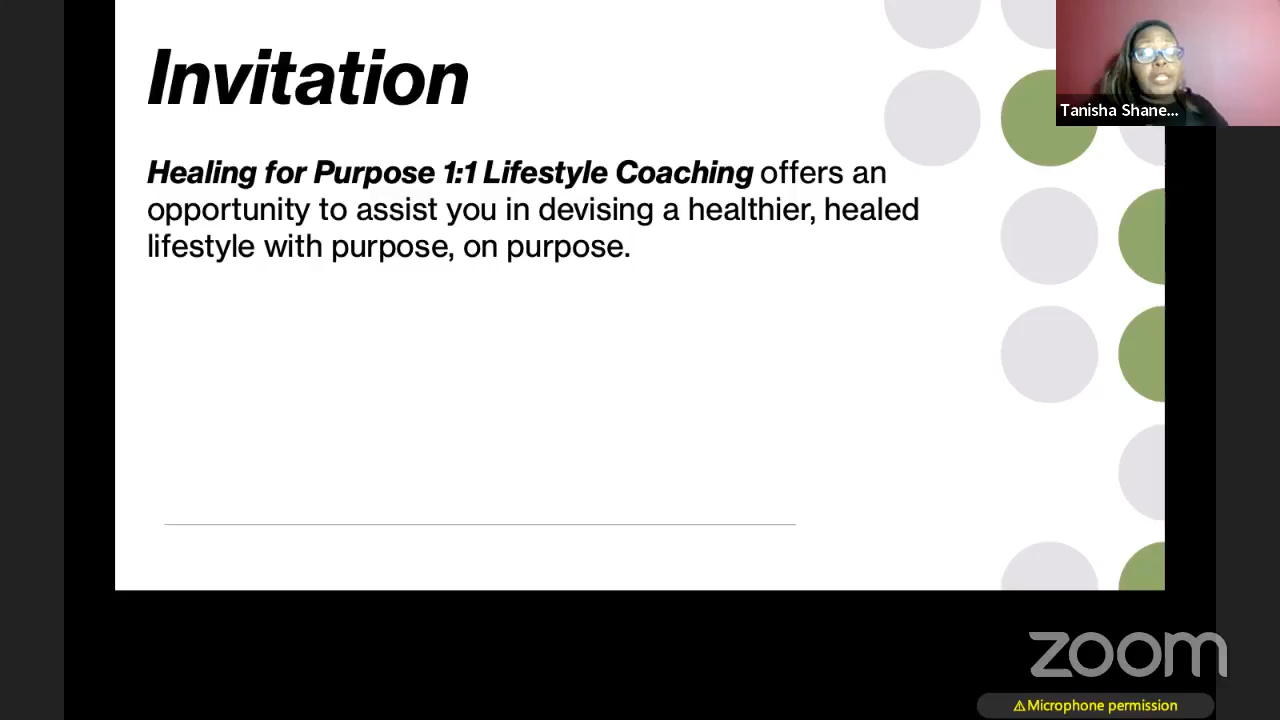 Invitation
Healing for Purpose 1:1 Lifestyle Coaching offers an
opportunity to assist you in devising a healthier, healed
lifestyle with purpose, on purpose.
Tanisha Shane...
zoom
⚠Microphone permission